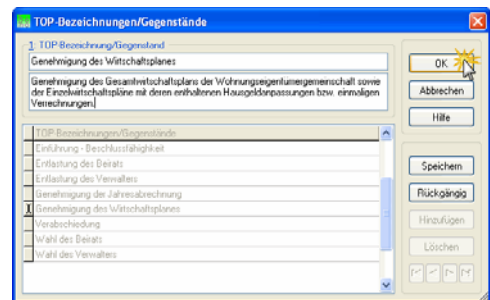 TOP-Bezeichnungen/Gegenstände
1: TOP-Bezeichnung/Gegenstand
Genehmigung des Wirtschaftsplanes
OK
Genehmigung des Gesamtwirtschaftsplans der Wohnungseigentümergemeinschaft sowie
der Einzelwirtschaftspläne mit deren enthaltenen Hausgeldanpassungen bzw. einmaligen
Verrechnungen.
Abbrechen
Hilfe
TOP-Bezeichnungen/Gegenstände
Einführung - Beschlussfähighkeit
Entlastung des Beirats
Entlastung des Verwalters
Genehmigung der Jahresabrechnung
Genehmigung des Wirtschaftsplanes
Verabschiedung
Wahl des Beirats
Wahl des Verwalters
Speichern
Rückgängig
Hinzufügen
Löschen